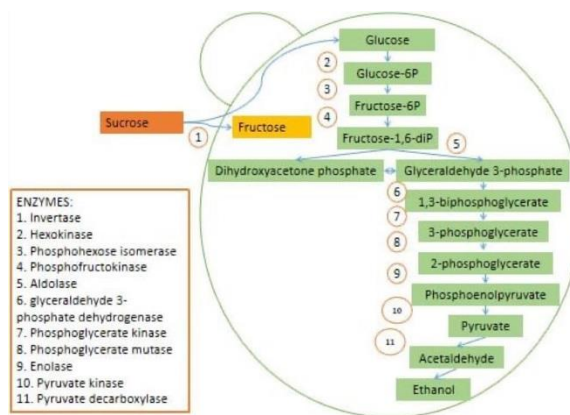 Glucose
2
Glucose-6P
3
Fructose-6P
4
Sucrose
1
Fructose
Fructose-1,6-diP
5
Dihydroxyacetone phosphate
Glyceraldehyde 3-phosphate
6
1,3-biphosphoglycerate
7
3-phosphoglycerate
8
2-phosphoglycerate
9
Phosphoenolpyruvate
10
Pyruvate
11
Acetaldehyde
Ethanol
ENZYMES:
1. Invertase
2. Hexokinase
3. Phosphohexose isomerase
4. Phosphofructokinase
5. Aldolase
6. glyceraldehyde 3-
phosphate dehydrogenase
7. Phosphoglycerate kinase
8. Phosphoglycerate mutase
9. Enolase
10. Pyruvate kinase
11. Pyruvate decarboxylase